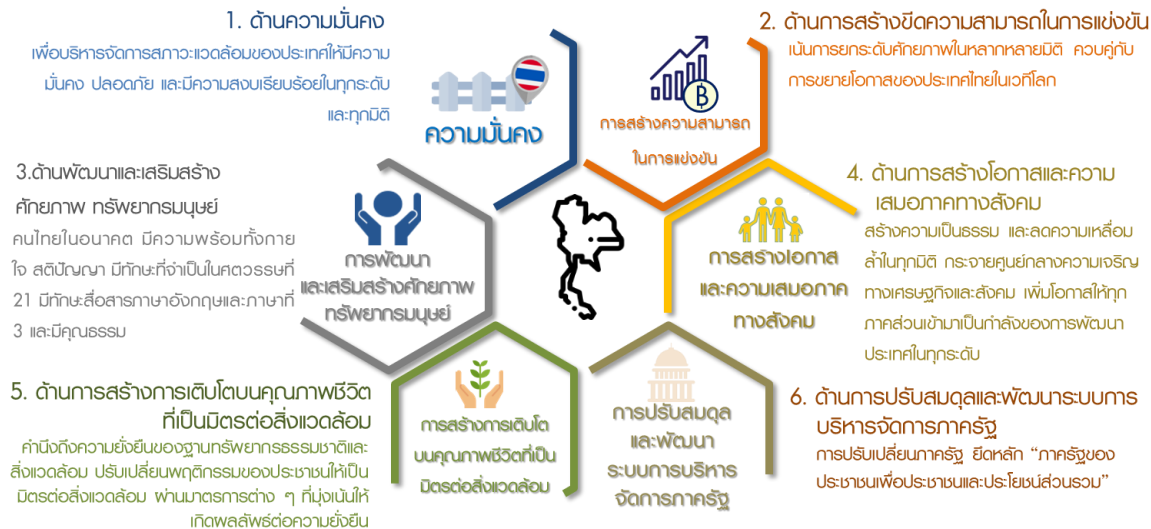 1. ด้านความมั่นคง
เพื่อบริหารจัดการสภาวะแวดล้อมของประเทศให้มีความ
มั่นคง ปลอดภัย และมีความสงบเรียบร้อยในทุกระดับ
และทุกมิติ
ความมั่นคง
2. ด้านการสร้างขีดความสามารถในการแข่งขัน
เน้นการยกระดับศักยภาพในหลากหลายมิติ ควบคู่กับ
การขยายโอกาสของประเทศไทยในเวทีโลก
฿
การสร้างความสามารถ
ในการแข่งขัน
3.ด้านพัฒนาและเสริมสร้าง
ศักยภาพ ทรัพยากรมนุษย์
คนไทยในอนาคต มีความพร้อมทั้งกาย
ใจ สติปัญญา มีทักษะที่จำเป็นในศตวรรษที่
21 มีทักษะสื่อสารภาษาอังกฤษและภาษาที่
3 และมีคุณธรรม
การพัฒนา
และเสริมสร้างศักยภาพ
ทรัพยากรมนุษย์
4. ด้านการสร้างโอกาสและความ
เสมอภาคทางสังคม
สร้างความเป็นธรรม และลดความเหลื่อม
ล้ำในทุกมิติ กระจายศูนย์กลางความเจริญ
ทางเศรษฐกิจและสังคม เพิ่มโอกาสให้ทุก
ภาคส่วนเข้ามาเป็นกำลังของการพัฒนา
ประเทศในทุกระดับ
การสร้างโอกาส
และความเสมอภาค
ทางสังคม
5. ด้านการสร้างการเติบโตบนคุณภาพชีวิต
ที่เป็นมิตรต่อสิ่งแวดล้อม
คำนึงถึงความยั่งยืนของฐานทรัพยากรธรรมชาติและ
สิ่งแวดล้อม ปรับเปลี่ยนพฤติกรรมของประชาชนให้เป็น
มิตรต่อสิ่งแวดล้อม ผ่านมาตรการต่าง ๆ ที่มุ่งเน้นให้
เกิดผลลัพธ์ต่อความยั่งยืน
การสร้างการเติบโต
บนคุณภาพชีวิตที่เป็น
มิตรต่อสิ่งแวดล้อม
การปรับสมดุล
และพัฒนา
ระบบการบริหาร
จัดการภาครัฐ
6. ด้านการปรับสมดุลและพัฒนาระบบการ
บริหารจัดการภาครัฐ
การปรับเปลี่ยนภาครัฐ ยึดหลัก “ภาครัฐของ
ประชาชนเพื่อประชาชนและประโยชน์ส่วนรวม”